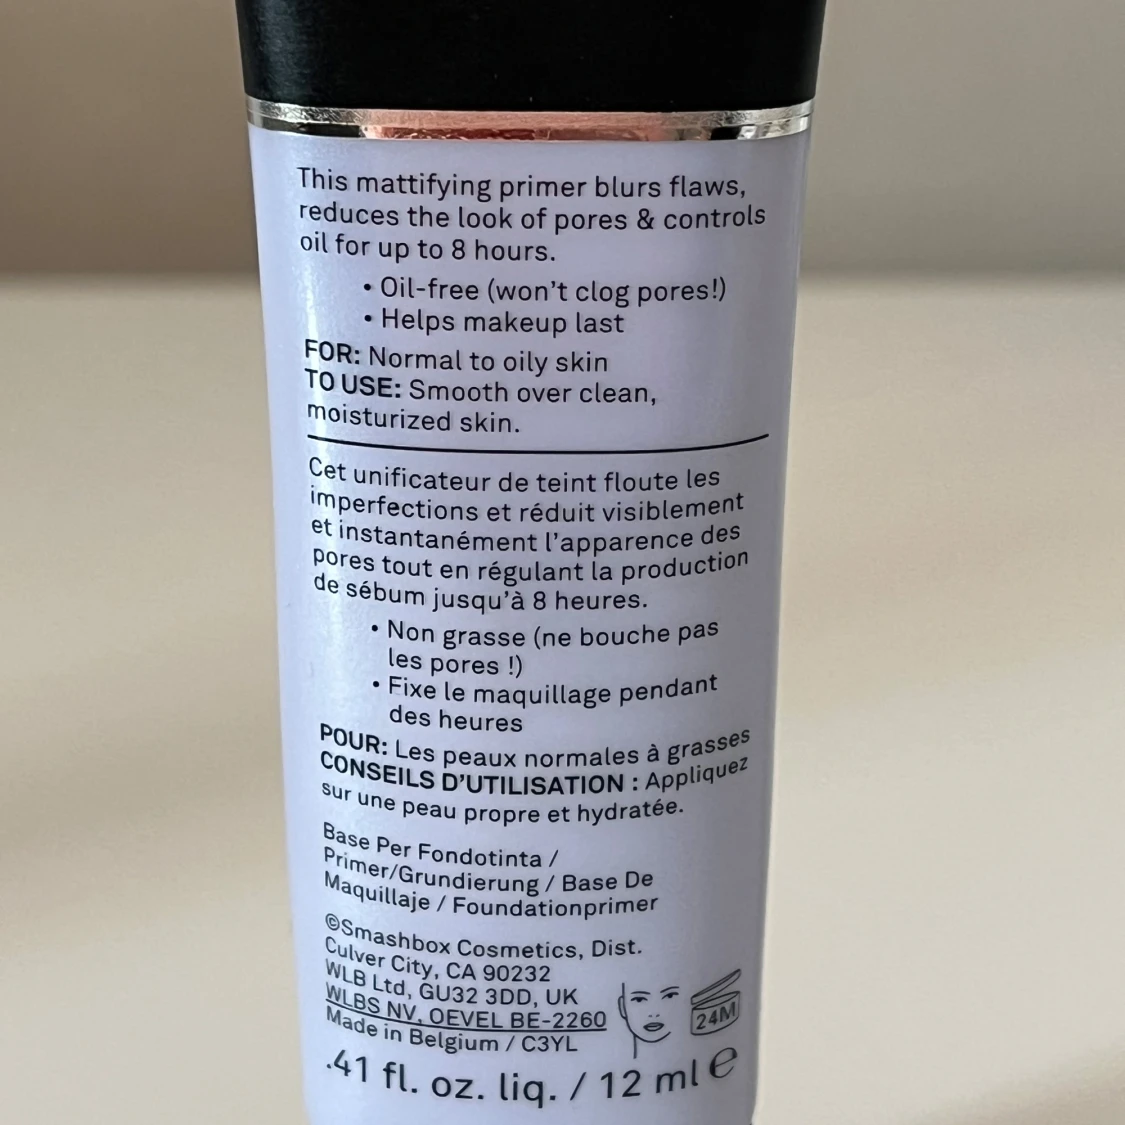 This mattifying primer blurs flaws,
reduces the look of pores & controls
oil for up to 8 hours.
• Oil-free (won't clog pores!)
• Helps makeup last
FOR: Normal to oily skin
TO USE: Smooth over clean,
moisturized skin.
Cet unificateur de teint floute les
imperfections et réduit visiblement
et instantanément l'apparence des
pores tout en régulant la production
de sébum jusqu'à 8 heures.
• Non grasse (ne bouche pas
les pores !)
• Fixe le maquillage pendant
des heures
POUR: Les peaux normales à grasses
CONSEILS D'UTILISATION : Appliquez
sur une peau propre et hydratée.
Base Per Fondotinta /
Primer/Grundierung / Base De
Maquillaje / Foundationprimer
©Smashbox Cosmetics, Dist.
Culver City, CA 90232
WLB Ltd, GU32 3DD, UK
WLBS NV, OEVEL BE-2260
Made in Belgium / C3YL
24M
.41 fl. oz. liq. / 12 ml ℮